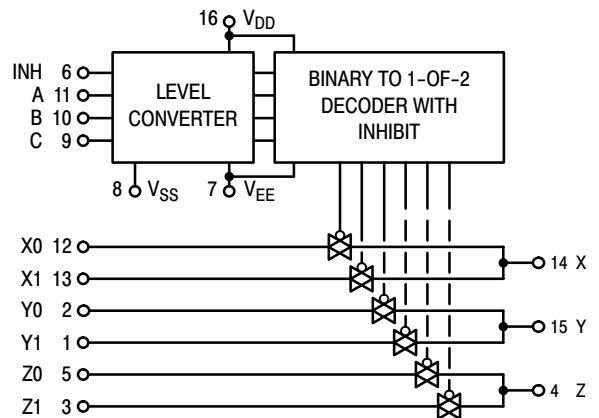 16 VDD
INH 6
A 11
B 10
C 9
LEVEL
CONVERTER
BINARY TO 1-OF-2
DECODER WITH
INHIBIT
8 VSS
7 VEE
X0 12
X1 13
14 X
Y0 2
Y1 1
15 Y
Z0 5
Z1 3
4 Z